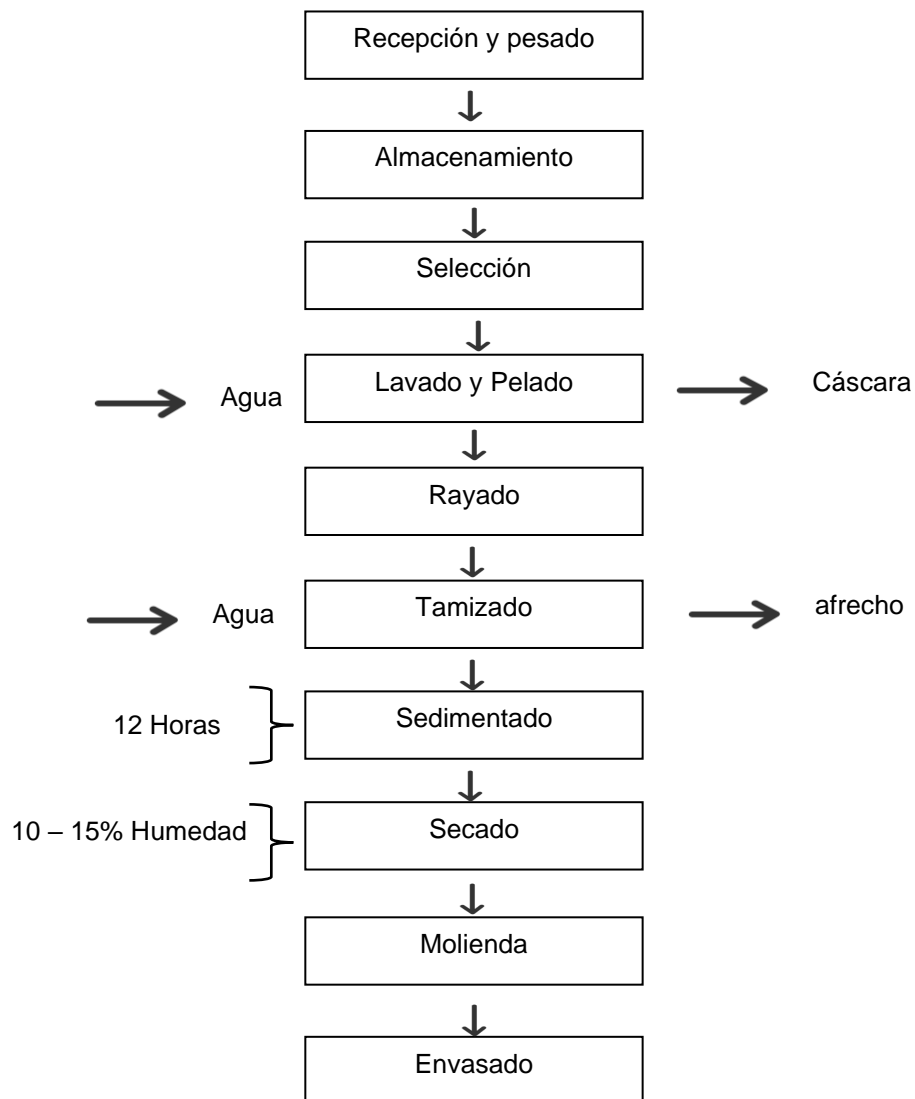 Recepción y pesado
Almacenamiento
Selección
Agua
Lavado y Pelado
Cáscara
Rayado
Agua
Tamizado
afrecho
12 Horas
Sedimentado
10 – 15% Humedad
Secado
Molienda
Envasado